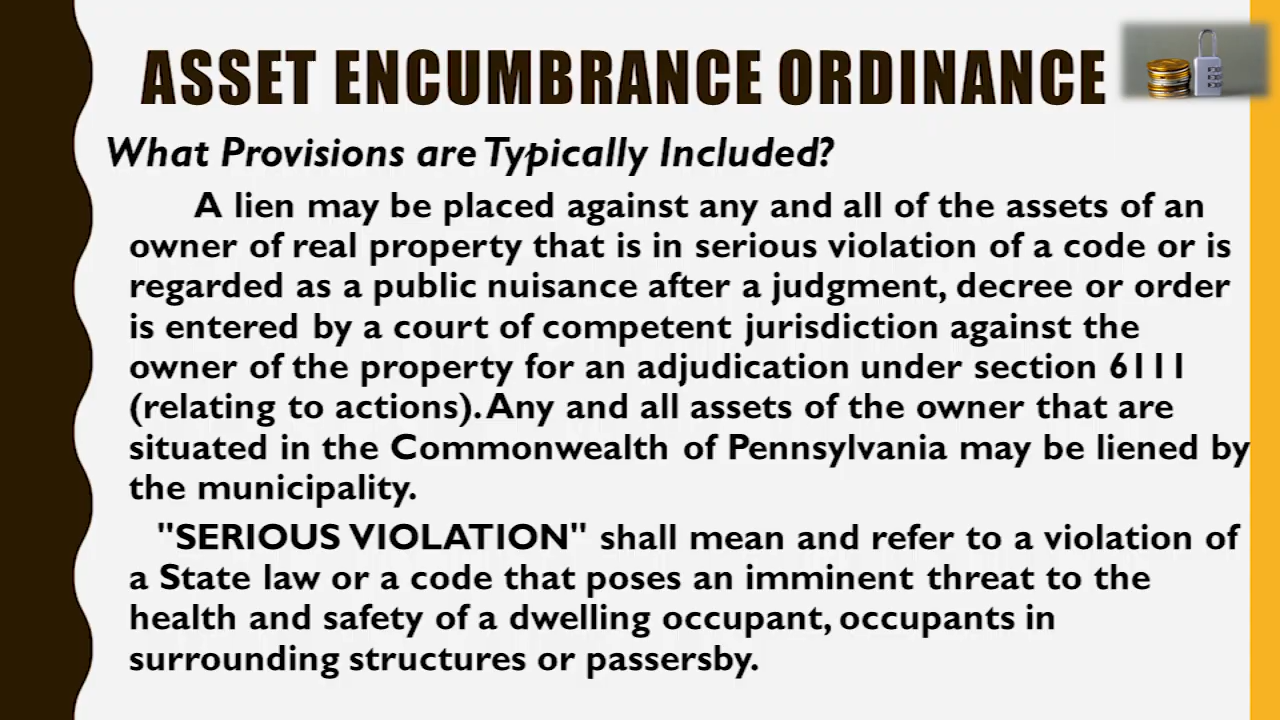 ASSET ENCUMBRANCE ORDINANCE
What Provisions are Typically Included?
A lien may be placed against any and all of the assets of an
owner of real property that is in serious violation of a code or is
regarded as a public nuisance after a judgment, decree or order
is entered by a court of competent jurisdiction against the
owner of the property for an adjudication under section 6111
(relating to actions). Any and all assets of the owner that are
situated in the Commonwealth of Pennsylvania may be liened by
the municipality.
"SERIOUS VIOLATION" shall mean and refer to a violation of
a State law or a code that poses an imminent threat to the
health and safety of a dwelling occupant, occupants in
surrounding structures or passersby.